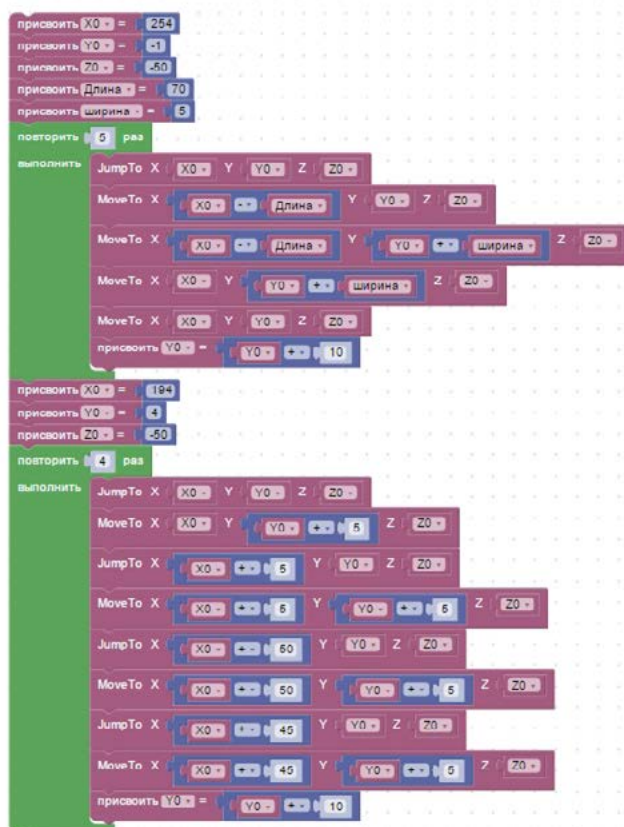 присвоить X0 = 254
присвоить Y0 = -1
присвоить Z0 = -50
присвоить Длина = 70
присвоить ширина = 5
повторить 5 раз
выполнить JumpTo X X0 Y Y0 Z Z0
MoveTo X X0 - Длина Y Y0 Z Z0
MoveTo X X0 - Длина Y Y0 + ширина Z Z0
MoveTo X X0 Y Y0 + ширина Z Z0
MoveTo X X0 Y Y0 Z Z0
присвоить Y0 = Y0 + 10
присвоить X0 = 194
присвоить Y0 = 4
присвоить Z0 = -50
повторить 4 раз
выполнить JumpTo X X0 Y Y0 Z Z0
MoveTo X X0 Y Y0 + 5 Z Z0
JumpTo X X0 + 5 Y Y0 Z Z0
MoveTo X X0 + 5 Y Y0 + 5 Z Z0
JumpTo X X0 + 50 Y Y0 Z Z0
MoveTo X X0 + 50 Y Y0 + 5 Z Z0
JumpTo X X0 + 45 Y Y0 Z Z0
MoveTo X X0 + 45 Y Y0 + 5 Z Z0
присвоить Y0 = Y0 + 10